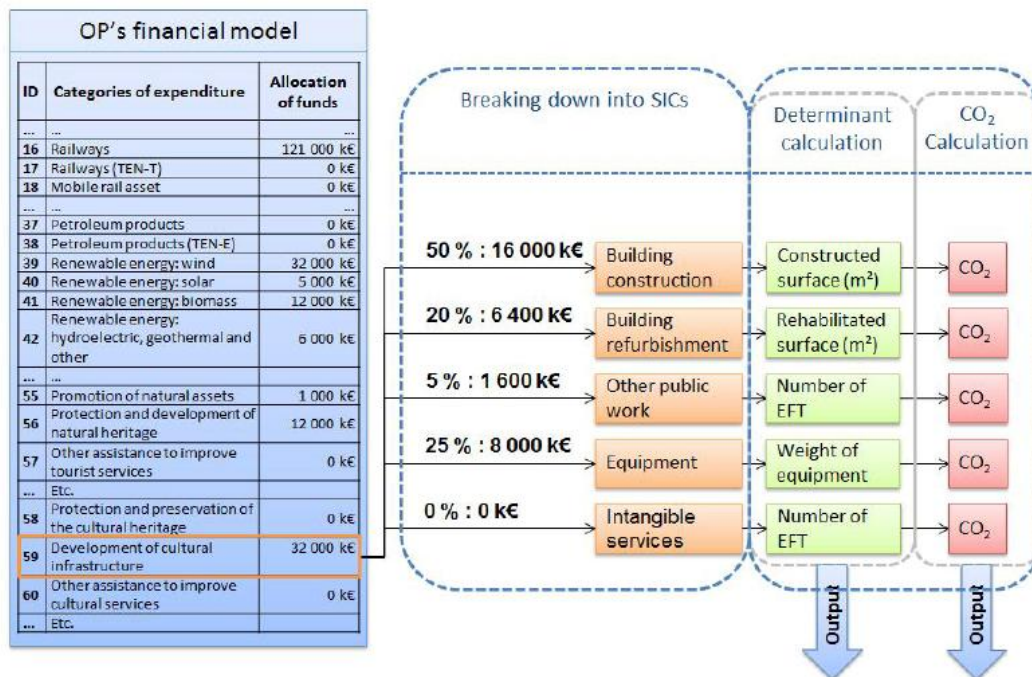 OP's financial model
ID Categories of expenditure Allocation
of funds
... ... ...
16 Railways 121 000 k€
17 Railways (TEN-T) 0 k€
18 Mobile rail asset 0 k€
... ... ...
37 Petroleum products 0 k€
38 Petroleum products (TEN-E) 0 k€
39 Renewable energy: wind 32 000 k€
40 Renewable energy: solar 5 000 k€
41 Renewable energy: biomass 12 000 k€
42 Renewable energy:
hydroelectric, geothermal and
other 6 000 k€
... ...
55 Promotion of natural assets 1 000 k€
56 Protection and development of
natural heritage 12 000 k€
57 Other assistance to improve
tourist services 0 k€
... Etc.
58 Protection and preservation of
the cultural heritage 0 k€
59 Development of cultural
infrastructure 32 000 k€
60 Other assistance to improve
cultural services 0 k€
... Etc.
Breaking down into SICs
Determinant
calculation
CO₂
Calculation
50 % : 16 000 k€
Building
construction
Constructed
surface (m²)
CO₂
20 % : 6 400 k€
Building
refurbishment
Rehabilitated
surface (m²)
CO₂
5 % : 1 600 k€
Other public
work
Number of
EFT
CO₂
25 % : 8 000 k€
Equipment
Weight of
equipment
CO₂
0 % : 0 k€
Intangible
services
Number of
EFT
CO₂
Output
Output